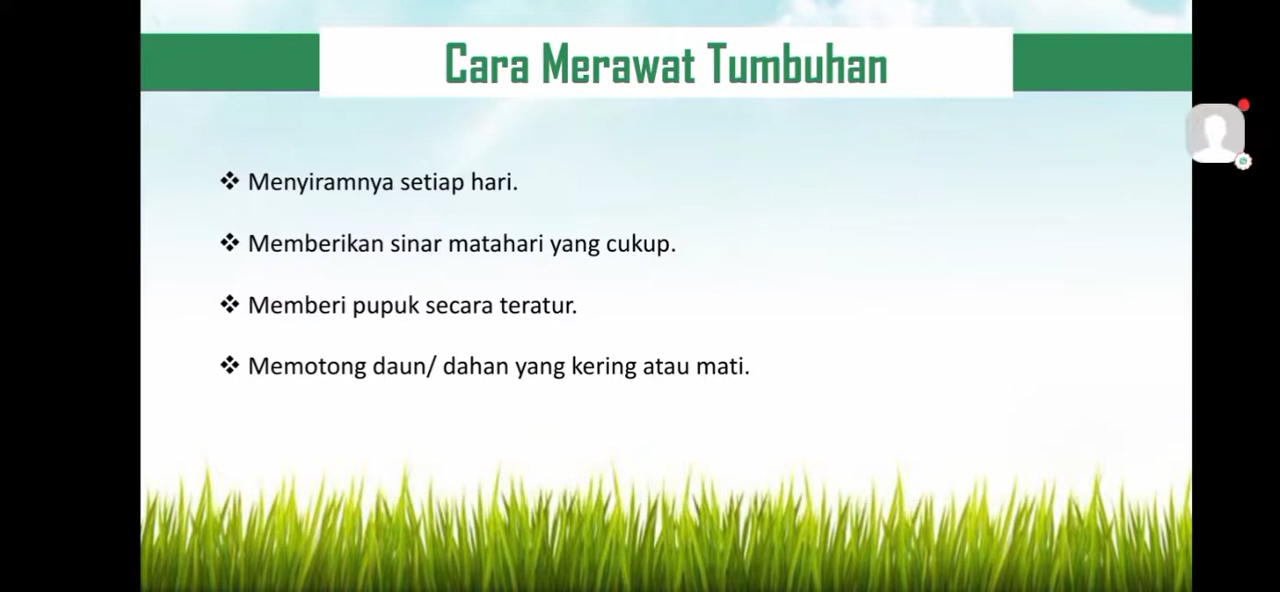 Cara Merawat Tumbuhan
❖ Menyiramnya setiap hari.
❖ Memberikan sinar matahari yang cukup.
❖ Memberi pupuk secara teratur.
❖ Memotong daun/ dahan yang kering atau mati.